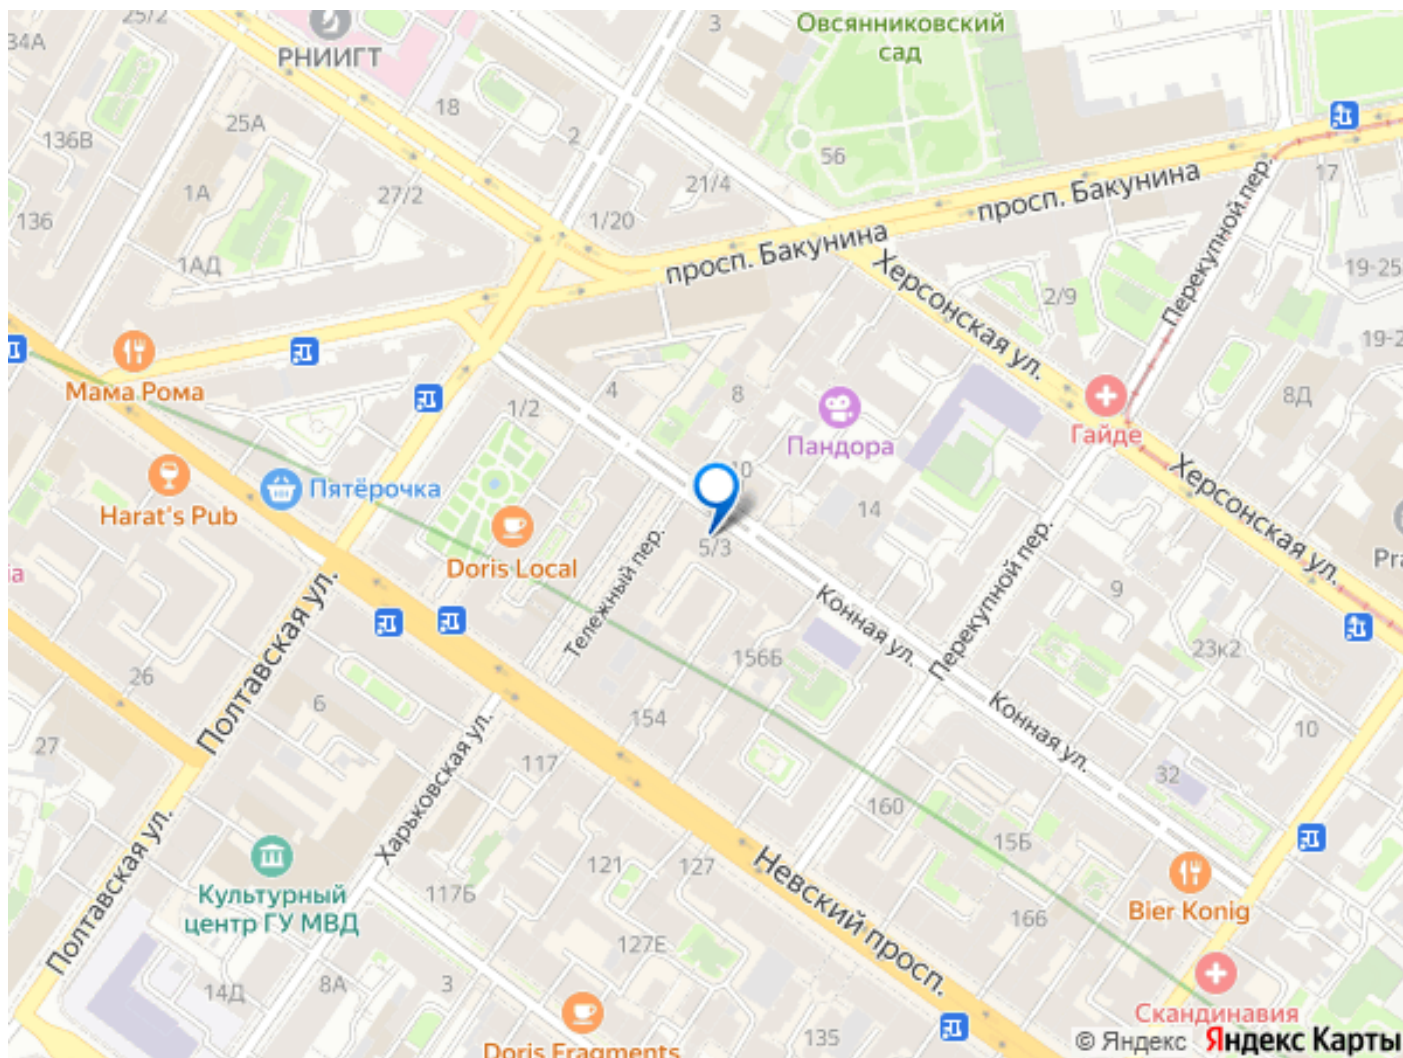 Овсянниковский
сад
25/2
3
34А
РНИИГТ
18
2
136В
25А
56
17
1А
27/2
21/4
136
1/20
просп. Бакунина
просп. Бакунина
Перекупной пер.
1АД
Херсонская ул.
2/9
19-25
19-2
Мама Рома
4
8
1/2
8Д
Пандора
Гайде
10
Пятёрочка
Херсонская ул.
Harat's Pub
14
5/3
Doris Local
Тележный пер.
Pra
ia
Полтавская ул.
Конная ул.
Перекупной пер.
9
23к2
156Б
26
6
154
Конная ул.
10
27
117
32
Харьковская ул.
160
15Б
Полтавская ул.
121
127
Невский просп.
Культурный
центр ГУ МВД
117Б
166
Bier Konig
127Е
14Д
8А
3
Скандинавия
135
Doris Fragments
© Яндекс Яндекс Карты